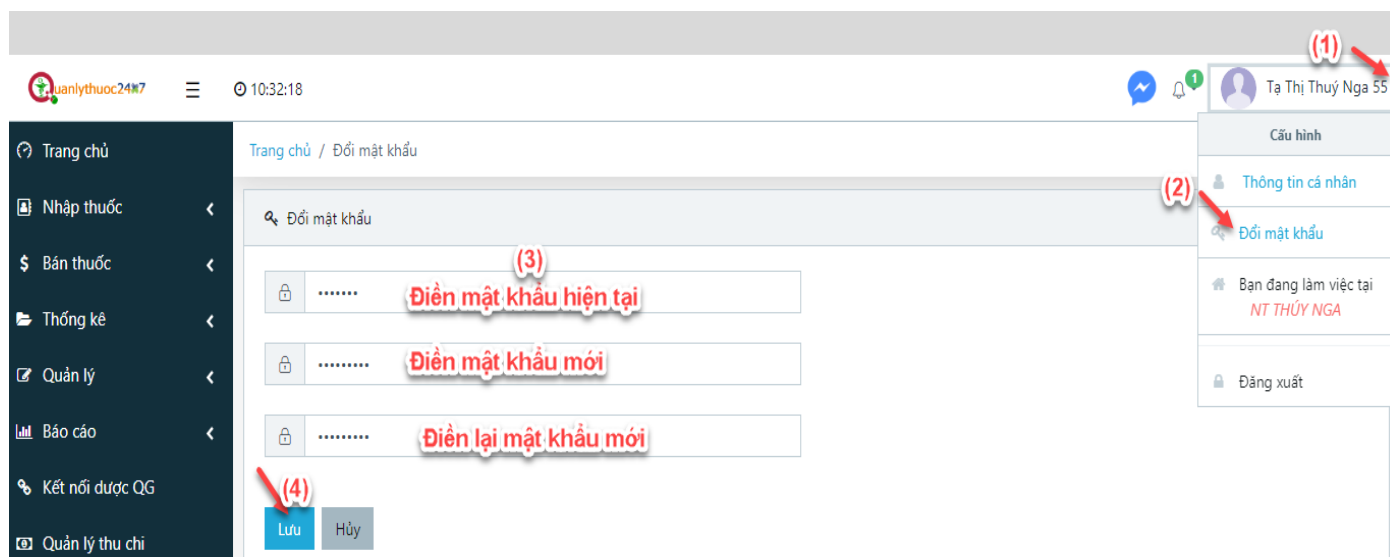 (1)
Quanlythuoc24*7
10:32:18
1
Tạ Thị Thuý Nga 55
Cấu hình
Thông tin cá nhân
(2)
Đổi mật khẩu
Bạn đang làm việc tại
NT THÚY NGA
Đăng xuất
Trang chủ
Nhập thuốc
Bán thuốc
Thống kê
Quản lý
Báo cáo
Kết nối dược QG
Quản lý thu chi
Trang chủ / Đổi mật khẩu
Đổi mật khẩu
(3)
••••••• Điền mật khẩu hiện tại
••••••••• Điền mật khẩu mới
••••••••• Điền lại mật khẩu mới
(4)
Lưu Hủy